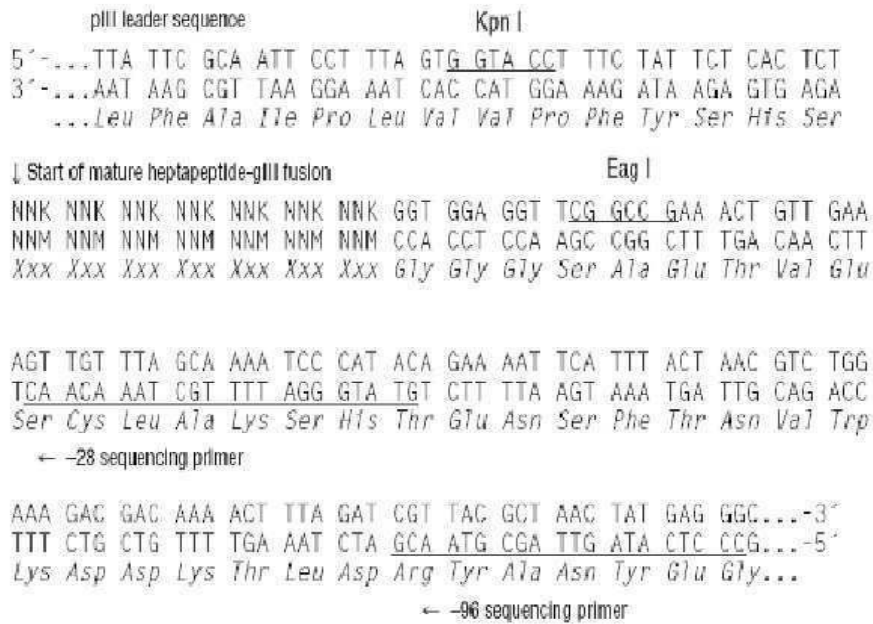 pIII leader sequence Kpn I
5´-...TTA TTC GCA ATT CCT TTA GTG GTA CCT TTC TAT TCT CAC TCT
3´-...AAT AAG CGT TAA GGA AAT CAC CAT GGA AAG ATA AGA GTG AGA
...Leu Phe Ala Ile Pro Leu Val Val Pro Phe Tyr Ser His Ser
↓ Start of mature heptapeptide-gIII fusion Eag I
NNK NNK NNK NNK NNK NNK NNK GGT GGA GGT TCG GCC GAA ACT GTT GAA
NNM NNM NNM NNM NNM NNM NNM CCA CCT CCA AGC CGG CTT TGA CAA CTT
Xxx Xxx Xxx Xxx Xxx Xxx Xxx Gly Gly Gly Ser Ala Glu Thr Val Glu
AGT TGT TTA GCA AAA TCC CAT ACA GAA AAT TCA TTT ACT AAC GTC TGG
TCA ACA AAT CGT TTT AGG GTA TGT CTT TTA AGT AAA TGA TTG CAG ACC
Ser Cys Leu Ala Lys Ser His Thr Glu Asn Ser Phe Thr Asn Val Trp
← –28 sequencing primer
AAA GAC GAC AAA ACT TTA GAT CGT TAC GCT AAC TAT GAG GGC...-3´
TTT CTG CTG TTT TGA AAT CTA GCA ATG CGA TTG ATA CTC CCG...-5´
Lys Asp Asp Lys Thr Leu Asp Arg Tyr Ala Asn Tyr Glu Gly...
← –96 sequencing primer